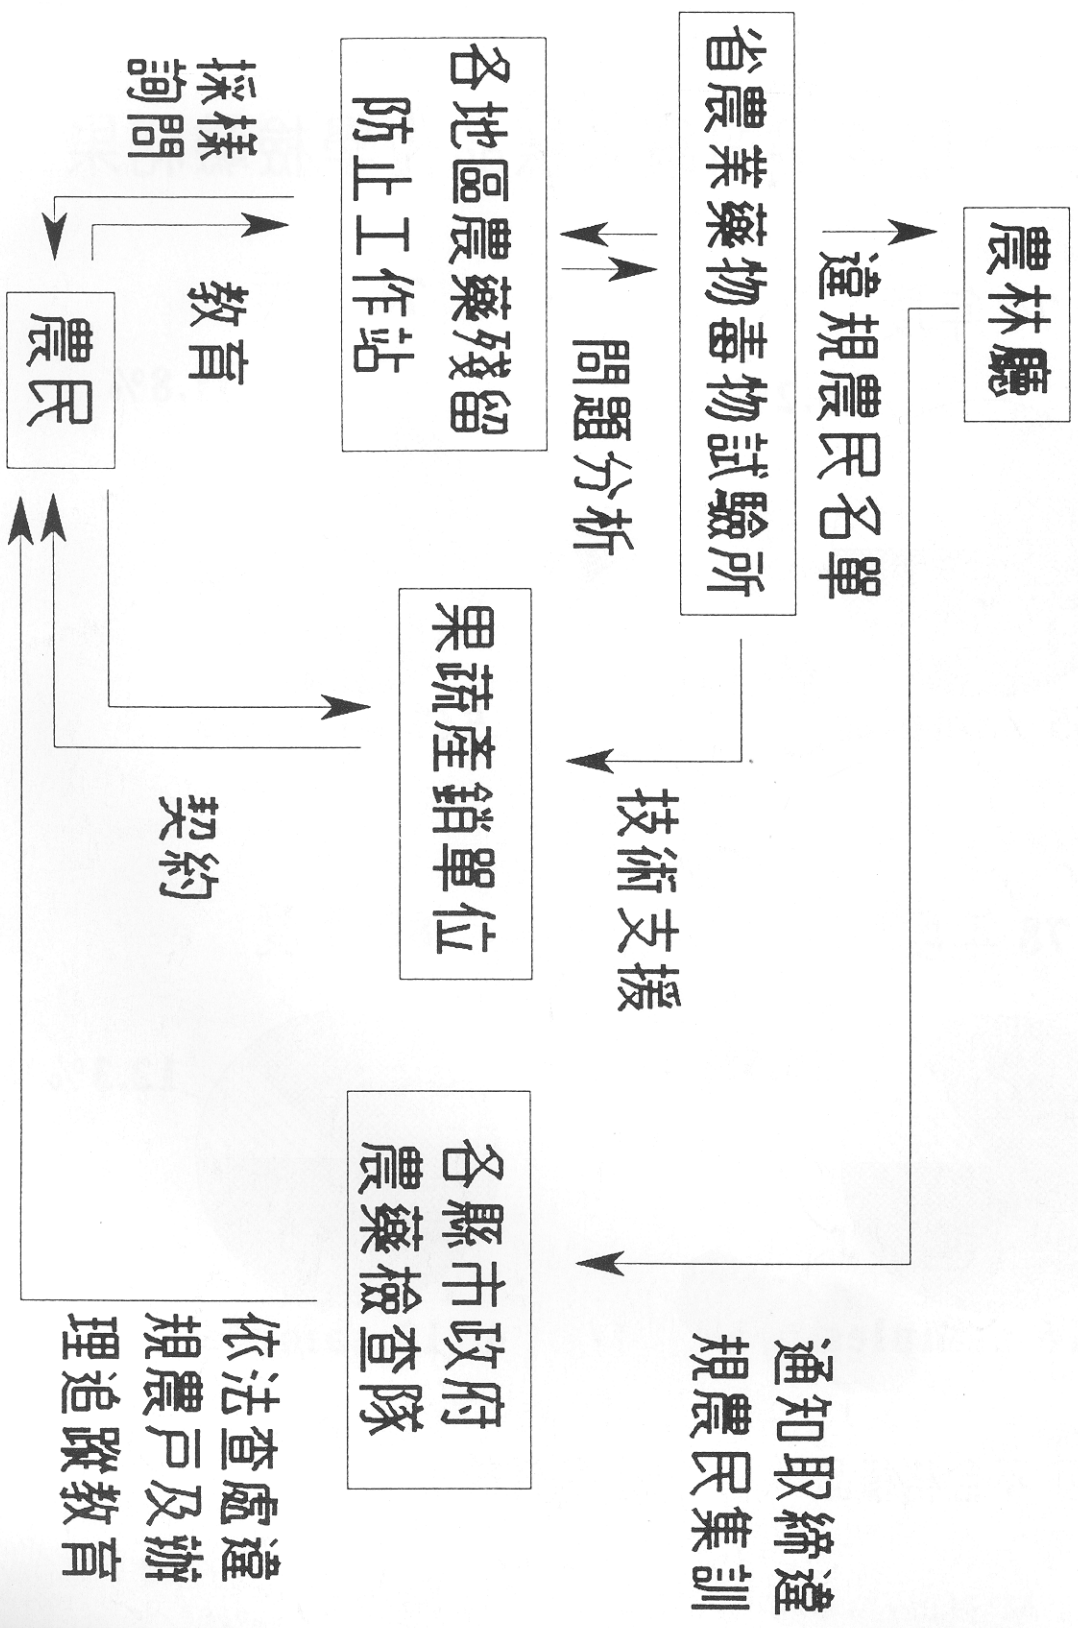 農林廳
違規農民名單
省農業藥物毒物試驗所
問題分析
技術支援
通知取締違
規農民集訓
各地區農藥殘留
防止工作站
果蔬產銷單位
各縣市政府
農藥檢查隊
採樣
詢問
教育
契約
依法查處違
規農戶及辦
理追蹤教育
農民